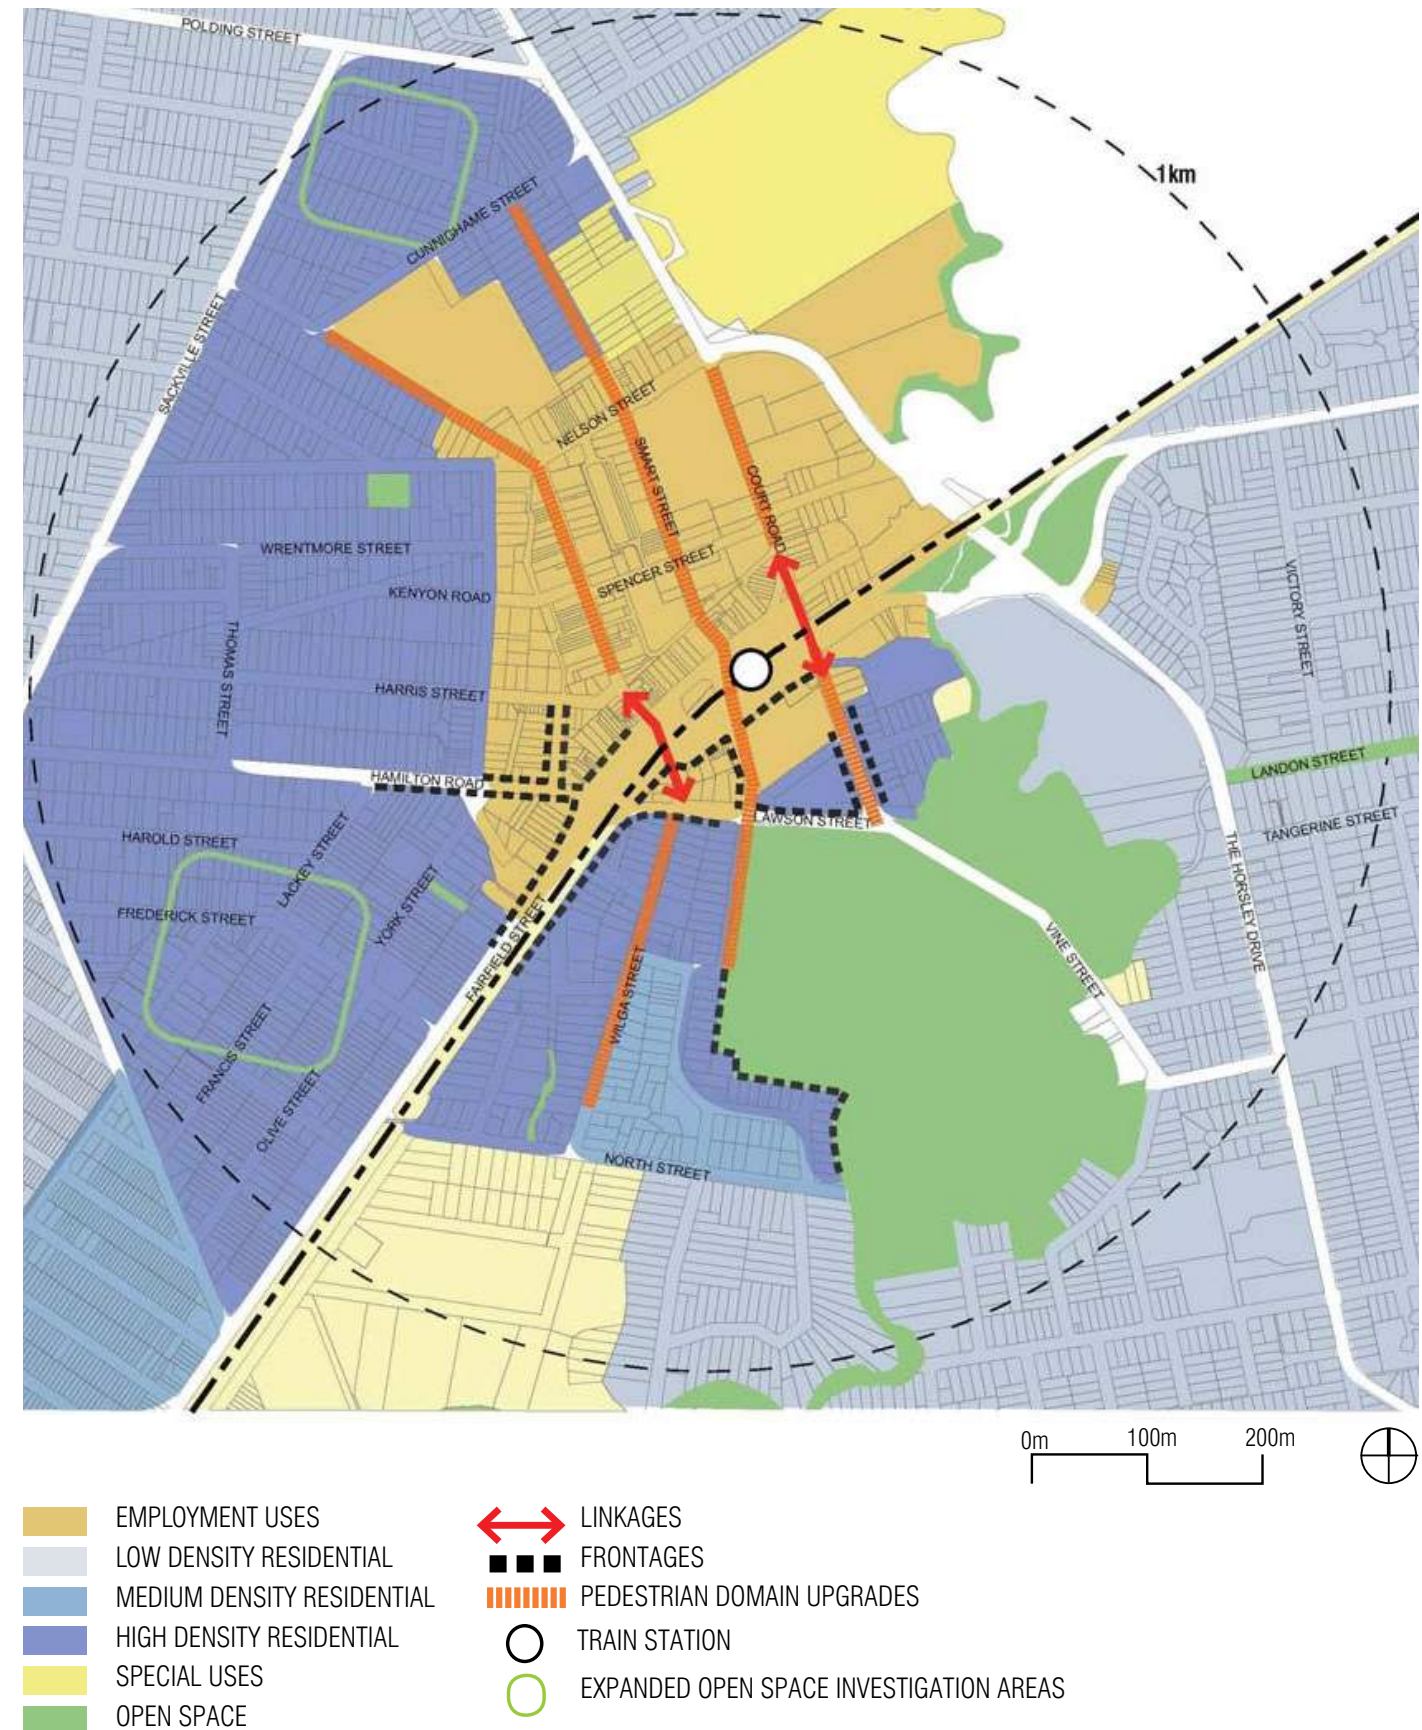 POLDING STREET
1km
CUNNIGHAME STREET
SACKVILLE STREET
NELSON STREET
SMART STREET
COURT ROAD
WRENTMORE STREET
SPENCER STREET
KENYON ROAD
VICTORY STREET
THOMAS STREET
HARRIS STREET
LANDON STREET
HAMILTON ROAD
LAWSON STREET
TANGERINE STREET
HAROLD STREET
LACKEY STREET
THE HORSLEY DRIVE
FREDERICK STREET
YORK STREET
FAIRFIELD STREET
VINE STREET
WILGA STREET
FRANCIS STREET
OLIVE STREET
NORTH STREET
0m 100m 200m
EMPLOYMENT USES
LOW DENSITY RESIDENTIAL
MEDIUM DENSITY RESIDENTIAL
HIGH DENSITY RESIDENTIAL
SPECIAL USES
OPEN SPACE
LINKAGES
FRONTAGES
PEDESTRIAN DOMAIN UPGRADES
TRAIN STATION
EXPANDED OPEN SPACE INVESTIGATION AREAS